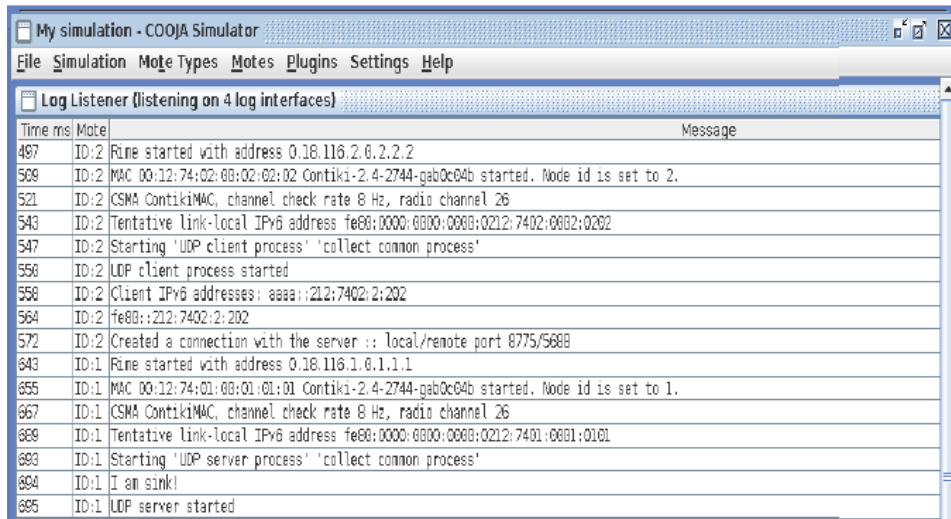 My simulation - COOJA Simulator
File Simulation Mote Types Motes Plugins Settings Help
Log Listener (listening on 4 log interfaces)
Time ms Mote Message
497 ID:2 Rime started with address 0.18.116.2.0.2.2.2
509 ID:2 MAC 00:12:74:02:00:02:02:02 Contiki-2.4-2744-gab0c04b started. Node id is set to 2.
521 ID:2 CSMA ContikiMAC, channel check rate 8 Hz, radio channel 26
543 ID:2 Tentative link-local IPv6 address fe80:0000:0000:0000:0212:7402:0002:0202
547 ID:2 Starting 'UDP client process' 'collect common process'
550 ID:2 UDP client process started
558 ID:2 Client IPv6 addresses: aaaa::212:7402:2:202
564 ID:2 fe80::212:7402:2:202
572 ID:2 Created a connection with the server :: local/remote port 8775/5688
643 ID:1 Rime started with address 0.18.116.1.0.1.1.1
655 ID:1 MAC 00:12:74:01:00:01:01:01 Contiki-2.4-2744-gab0c04b started. Node id is set to 1.
667 ID:1 CSMA ContikiMAC, channel check rate 8 Hz, radio channel 26
689 ID:1 Tentative link-local IPv6 address fe80:0000:0000:0000:0212:7401:0001:0101
693 ID:1 Starting 'UDP server process' 'collect common process'
694 ID:1 I am sink!
695 ID:1 UDP server started